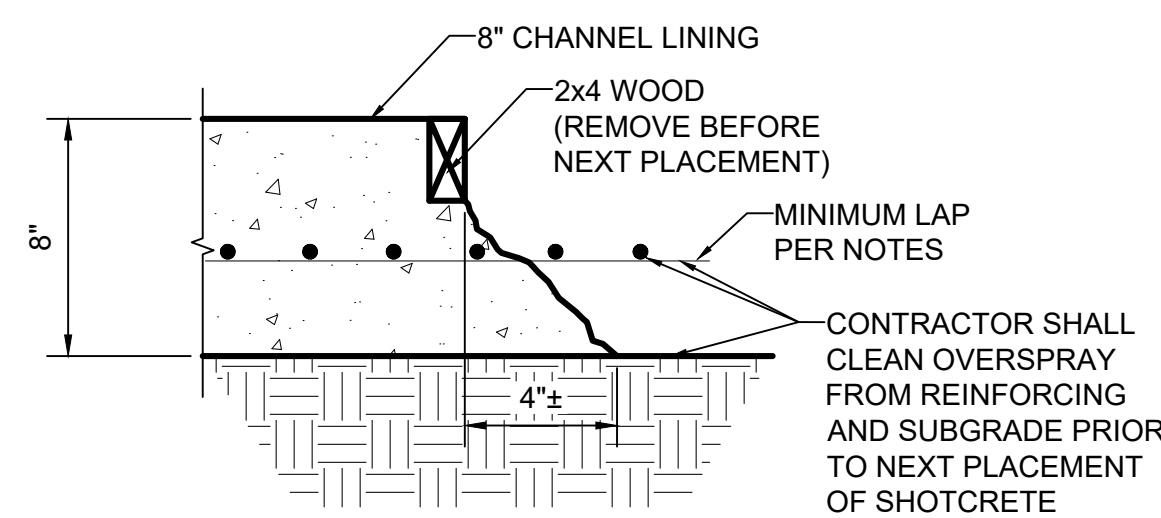 8" CHANNEL LINING
2x4 WOOD
(REMOVE BEFORE
NEXT PLACEMENT)
8"
MINIMUM LAP
PER NOTES
CONTRACTOR SHALL
CLEAN OVERSPRAY
FROM REINFORCING
AND SUBGRADE PRIOR
TO NEXT PLACEMENT
OF SHOTCRETE
4"±